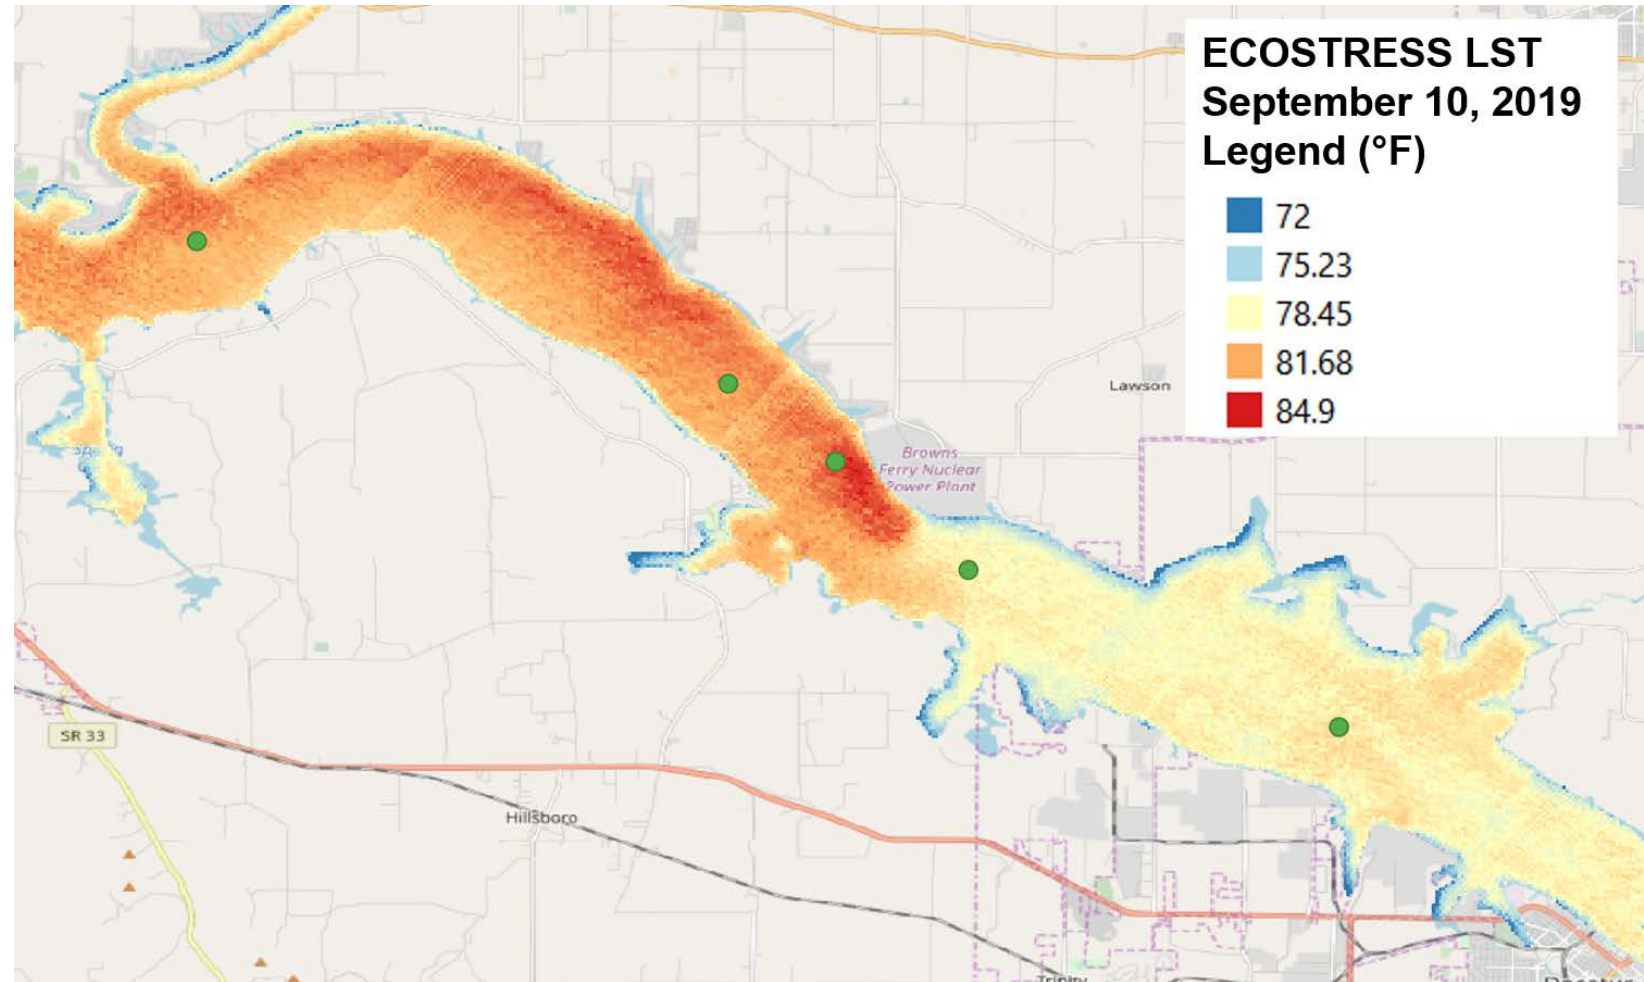 ECOSTRESS LST
September 10, 2019
Legend (°F)
72
75.23
78.45
81.68
84.9
Lawson
Browns
Ferry Nuclear
Power Plant
SR 33
Hillsboro
Trinity